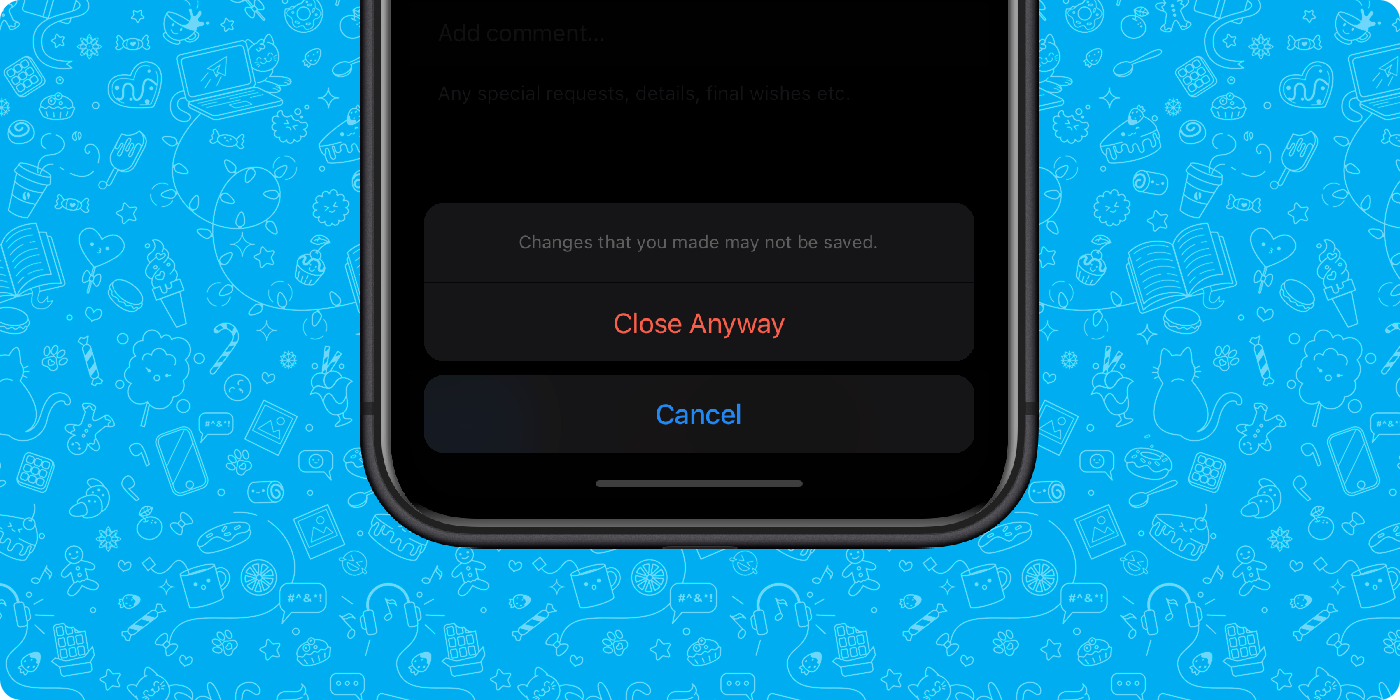 Add comment...
Any special requests, details, final wishes etc.
Changes that you made may not be saved.
Close Anyway
Cancel
#^&*!
#^&*!
#^&*!
#^&*!
#^&*!